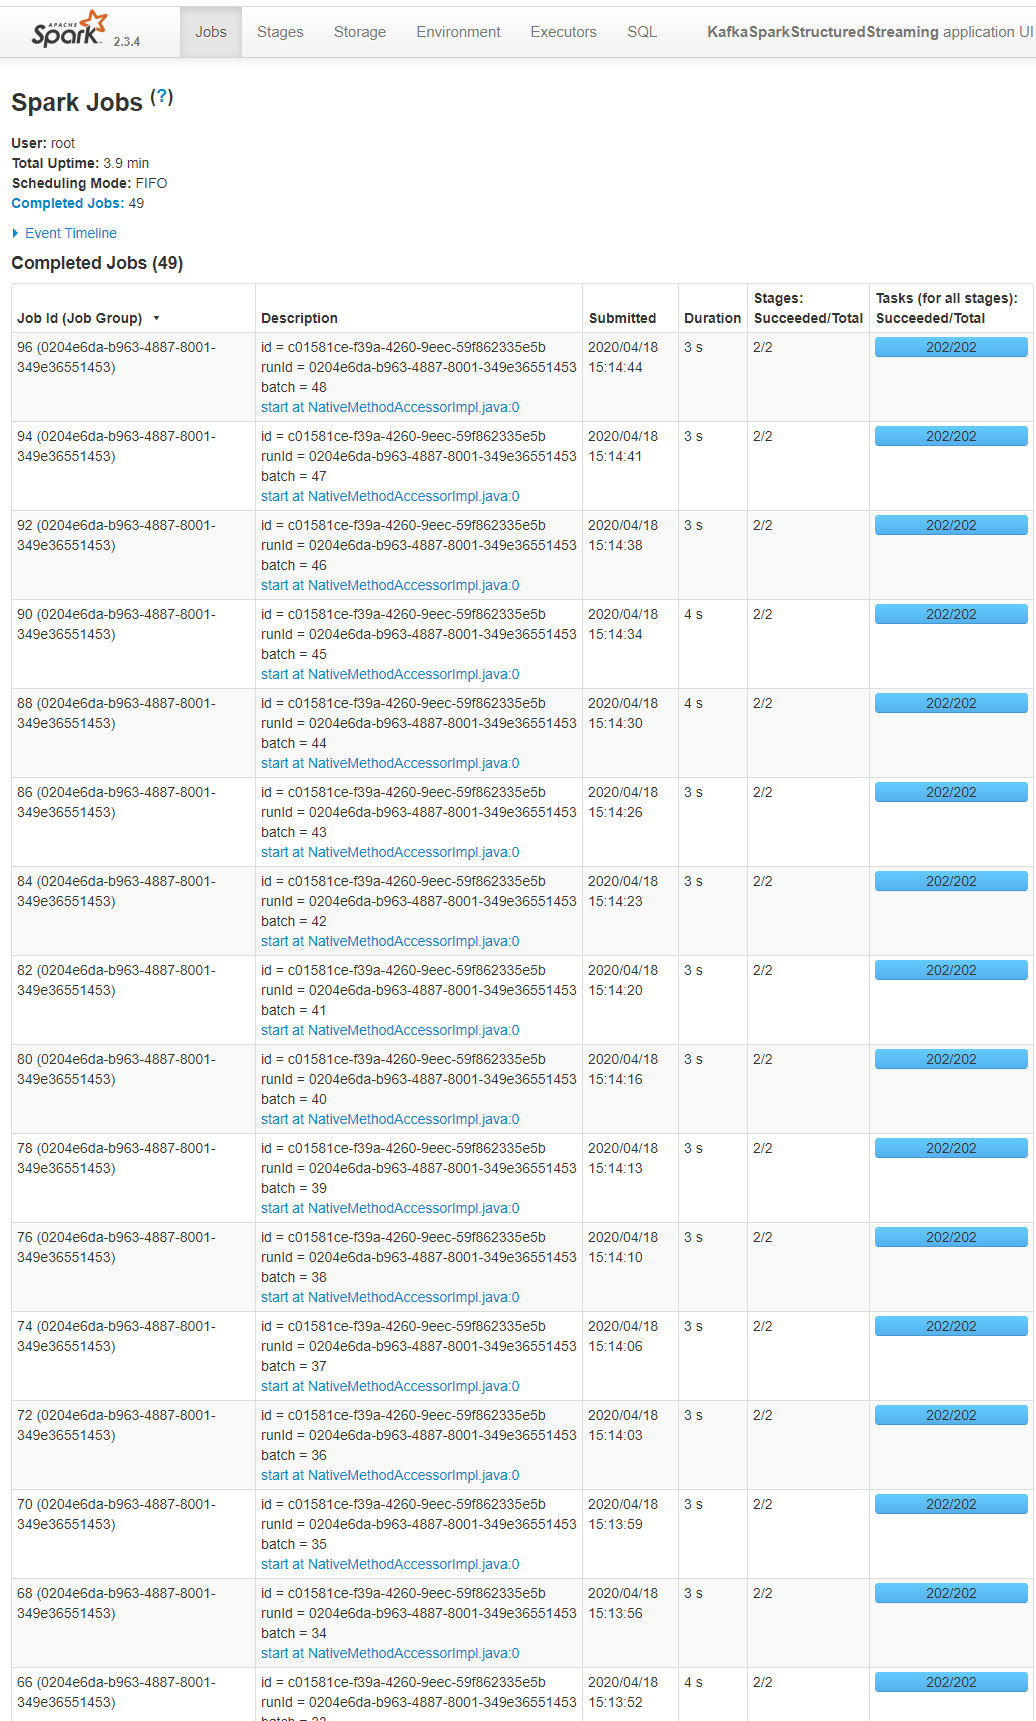 APACHE
Spark 2.3.4 Jobs Stages Storage Environment Executors SQL KafkaSparkStructuredStreaming application UI
Spark Jobs (?)
User: root
Total Uptime: 3.9 min
Scheduling Mode: FIFO
Completed Jobs: 49
Event Timeline
Completed Jobs (49)
Stages: Tasks (for all stages):
Job Id (Job Group) ▾ Description Submitted Duration Succeeded/Total Succeeded/Total
96 (0204e6da-b963-4887-8001- id = c01581ce-f39a-4260-9eec-59f862335e5b 2020/04/18 3 s 2/2 202/202
349e36551453) runId = 0204e6da-b963-4887-8001-349e36551453 15:14:44
batch = 48
start at NativeMethodAccessorImpl.java:0
94 (0204e6da-b963-4887-8001- id = c01581ce-f39a-4260-9eec-59f862335e5b 2020/04/18 3 s 2/2 202/202
349e36551453) runId = 0204e6da-b963-4887-8001-349e36551453 15:14:41
batch = 47
start at NativeMethodAccessorImpl.java:0
92 (0204e6da-b963-4887-8001- id = c01581ce-f39a-4260-9eec-59f862335e5b 2020/04/18 3 s 2/2 202/202
349e36551453) runId = 0204e6da-b963-4887-8001-349e36551453 15:14:38
batch = 46
start at NativeMethodAccessorImpl.java:0
90 (0204e6da-b963-4887-8001- id = c01581ce-f39a-4260-9eec-59f862335e5b 2020/04/18 4 s 2/2 202/202
349e36551453) runId = 0204e6da-b963-4887-8001-349e36551453 15:14:34
batch = 45
start at NativeMethodAccessorImpl.java:0
88 (0204e6da-b963-4887-8001- id = c01581ce-f39a-4260-9eec-59f862335e5b 2020/04/18 4 s 2/2 202/202
349e36551453) runId = 0204e6da-b963-4887-8001-349e36551453 15:14:30
batch = 44
start at NativeMethodAccessorImpl.java:0
86 (0204e6da-b963-4887-8001- id = c01581ce-f39a-4260-9eec-59f862335e5b 2020/04/18 3 s 2/2 202/202
349e36551453) runId = 0204e6da-b963-4887-8001-349e36551453 15:14:26
batch = 43
start at NativeMethodAccessorImpl.java:0
84 (0204e6da-b963-4887-8001- id = c01581ce-f39a-4260-9eec-59f862335e5b 2020/04/18 3 s 2/2 202/202
349e36551453) runId = 0204e6da-b963-4887-8001-349e36551453 15:14:23
batch = 42
start at NativeMethodAccessorImpl.java:0
82 (0204e6da-b963-4887-8001- id = c01581ce-f39a-4260-9eec-59f862335e5b 2020/04/18 3 s 2/2 202/202
349e36551453) runId = 0204e6da-b963-4887-8001-349e36551453 15:14:20
batch = 41
start at NativeMethodAccessorImpl.java:0
80 (0204e6da-b963-4887-8001- id = c01581ce-f39a-4260-9eec-59f862335e5b 2020/04/18 3 s 2/2 202/202
349e36551453) runId = 0204e6da-b963-4887-8001-349e36551453 15:14:16
batch = 40
start at NativeMethodAccessorImpl.java:0
78 (0204e6da-b963-4887-8001- id = c01581ce-f39a-4260-9eec-59f862335e5b 2020/04/18 3 s 2/2 202/202
349e36551453) runId = 0204e6da-b963-4887-8001-349e36551453 15:14:13
batch = 39
start at NativeMethodAccessorImpl.java:0
76 (0204e6da-b963-4887-8001- id = c01581ce-f39a-4260-9eec-59f862335e5b 2020/04/18 3 s 2/2 202/202
349e36551453) runId = 0204e6da-b963-4887-8001-349e36551453 15:14:10
batch = 38
start at NativeMethodAccessorImpl.java:0
74 (0204e6da-b963-4887-8001- id = c01581ce-f39a-4260-9eec-59f862335e5b 2020/04/18 3 s 2/2 202/202
349e36551453) runId = 0204e6da-b963-4887-8001-349e36551453 15:14:06
batch = 37
start at NativeMethodAccessorImpl.java:0
72 (0204e6da-b963-4887-8001- id = c01581ce-f39a-4260-9eec-59f862335e5b 2020/04/18 3 s 2/2 202/202
349e36551453) runId = 0204e6da-b963-4887-8001-349e36551453 15:14:03
batch = 36
start at NativeMethodAccessorImpl.java:0
70 (0204e6da-b963-4887-8001- id = c01581ce-f39a-4260-9eec-59f862335e5b 2020/04/18 3 s 2/2 202/202
349e36551453) runId = 0204e6da-b963-4887-8001-349e36551453 15:13:59
batch = 35
start at NativeMethodAccessorImpl.java:0
68 (0204e6da-b963-4887-8001- id = c01581ce-f39a-4260-9eec-59f862335e5b 2020/04/18 3 s 2/2 202/202
349e36551453) runId = 0204e6da-b963-4887-8001-349e36551453 15:13:56
batch = 34
start at NativeMethodAccessorImpl.java:0
66 (0204e6da-b963-4887-8001- id = c01581ce-f39a-4260-9eec-59f862335e5b 2020/04/18 4 s 2/2 202/202
349e36551453) runId = 0204e6da-b963-4887-8001-349e36551453 15:13:52